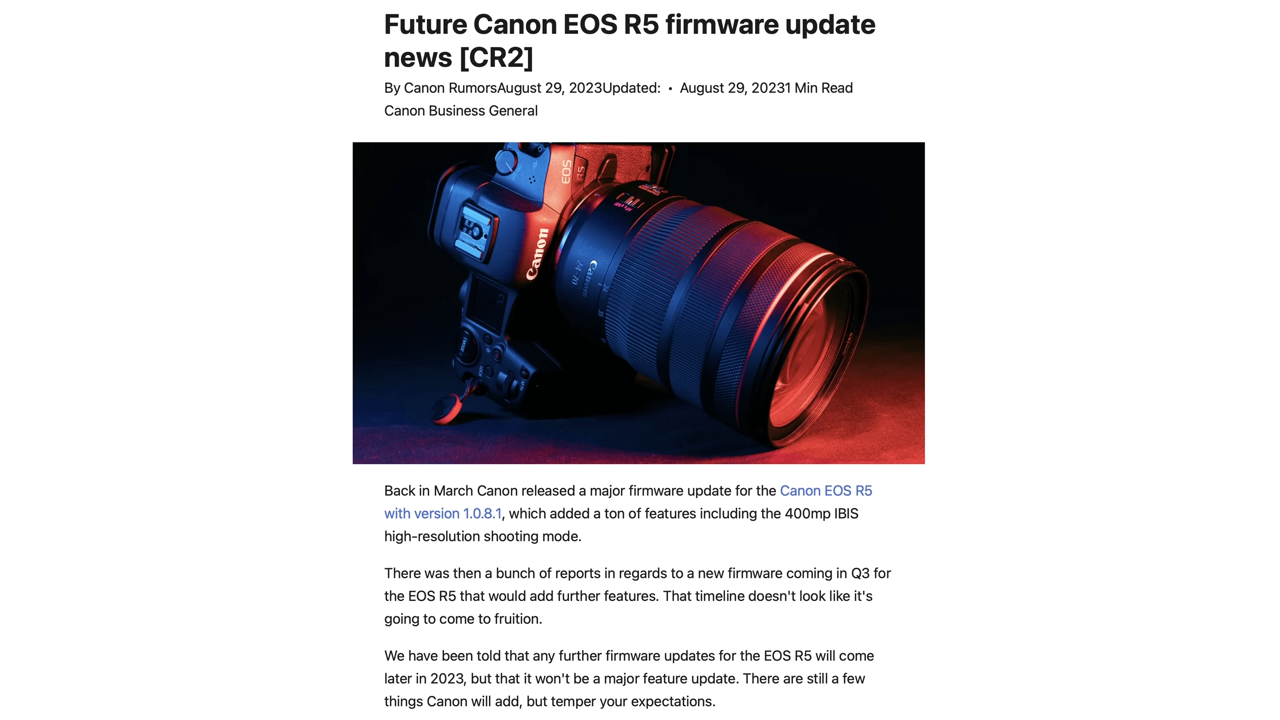 Future Canon EOS R5 firmware update
news [CR2]
By Canon RumorsAugust 29, 2023Updated: • August 29, 20231 Min Read
Canon Business General
EOS
R5
Canon
Canon
24-70
Back in March Canon released a major firmware update for the Canon EOS R5
with version 1.0.8.1, which added a ton of features including the 400mp IBIS
high-resolution shooting mode.
There was then a bunch of reports in regards to a new firmware coming in Q3 for
the EOS R5 that would add further features. That timeline doesn't look like it's
going to come to fruition.
We have been told that any further firmware updates for the EOS R5 will come
later in 2023, but that it won't be a major feature update. There are still a few
things Canon will add, but temper your expectations.